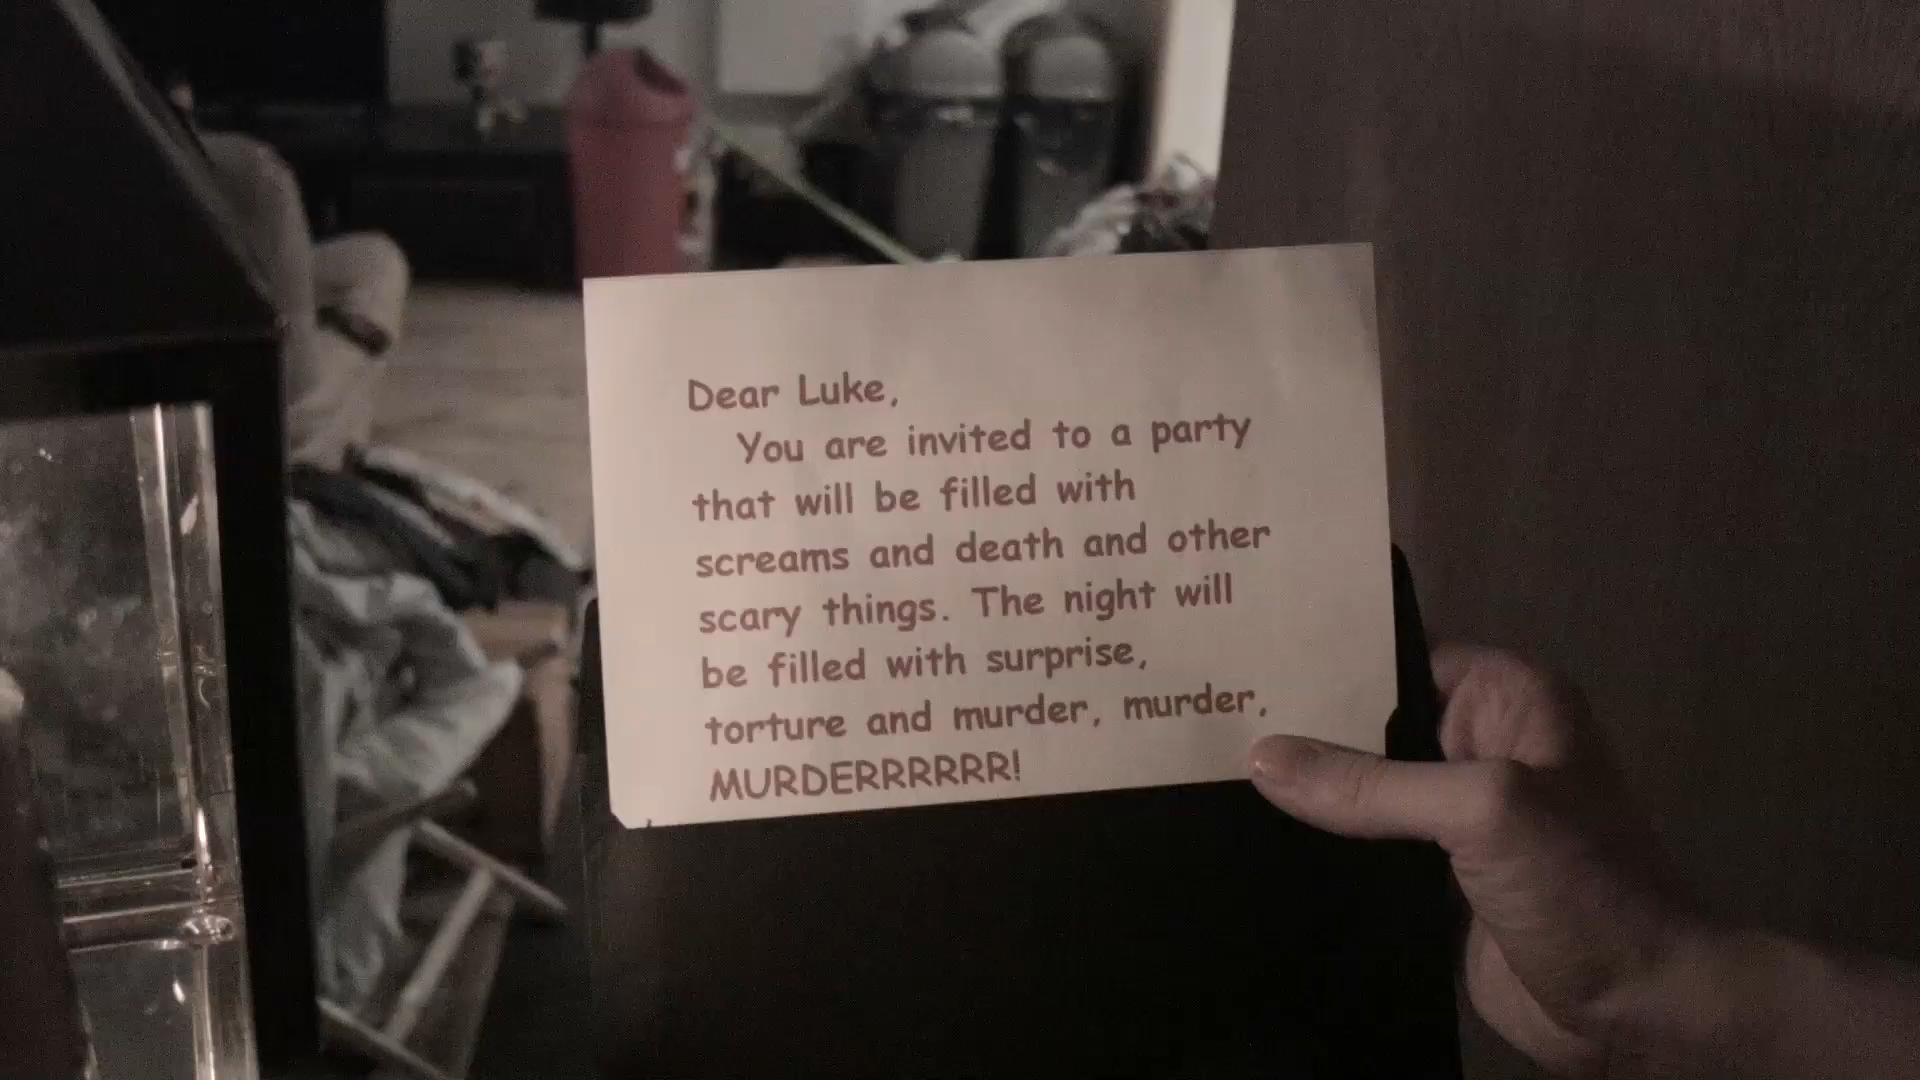 Dear Luke,
You are invited to a party
that will be filled with
screams and death and other
scary things. The night will
be filled with surprise,
torture and murder, murder,
MURDERRRRRR!